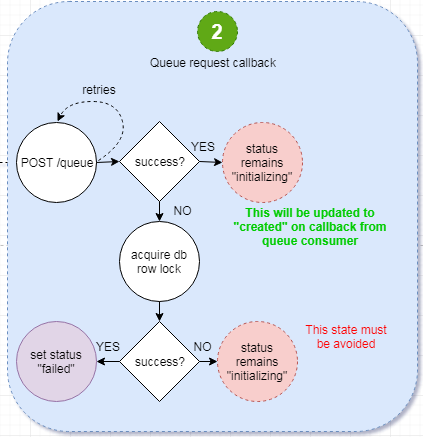 2
Queue request callback
retries
POST /queue
success?
YES
status
remains
"initializing"
This will be updated to
"created" on callback from
queue consumer
NO
acquire db
row lock
success?
YES
set status
"failed"
NO
status
remains
"initializing"
This state must
be avoided